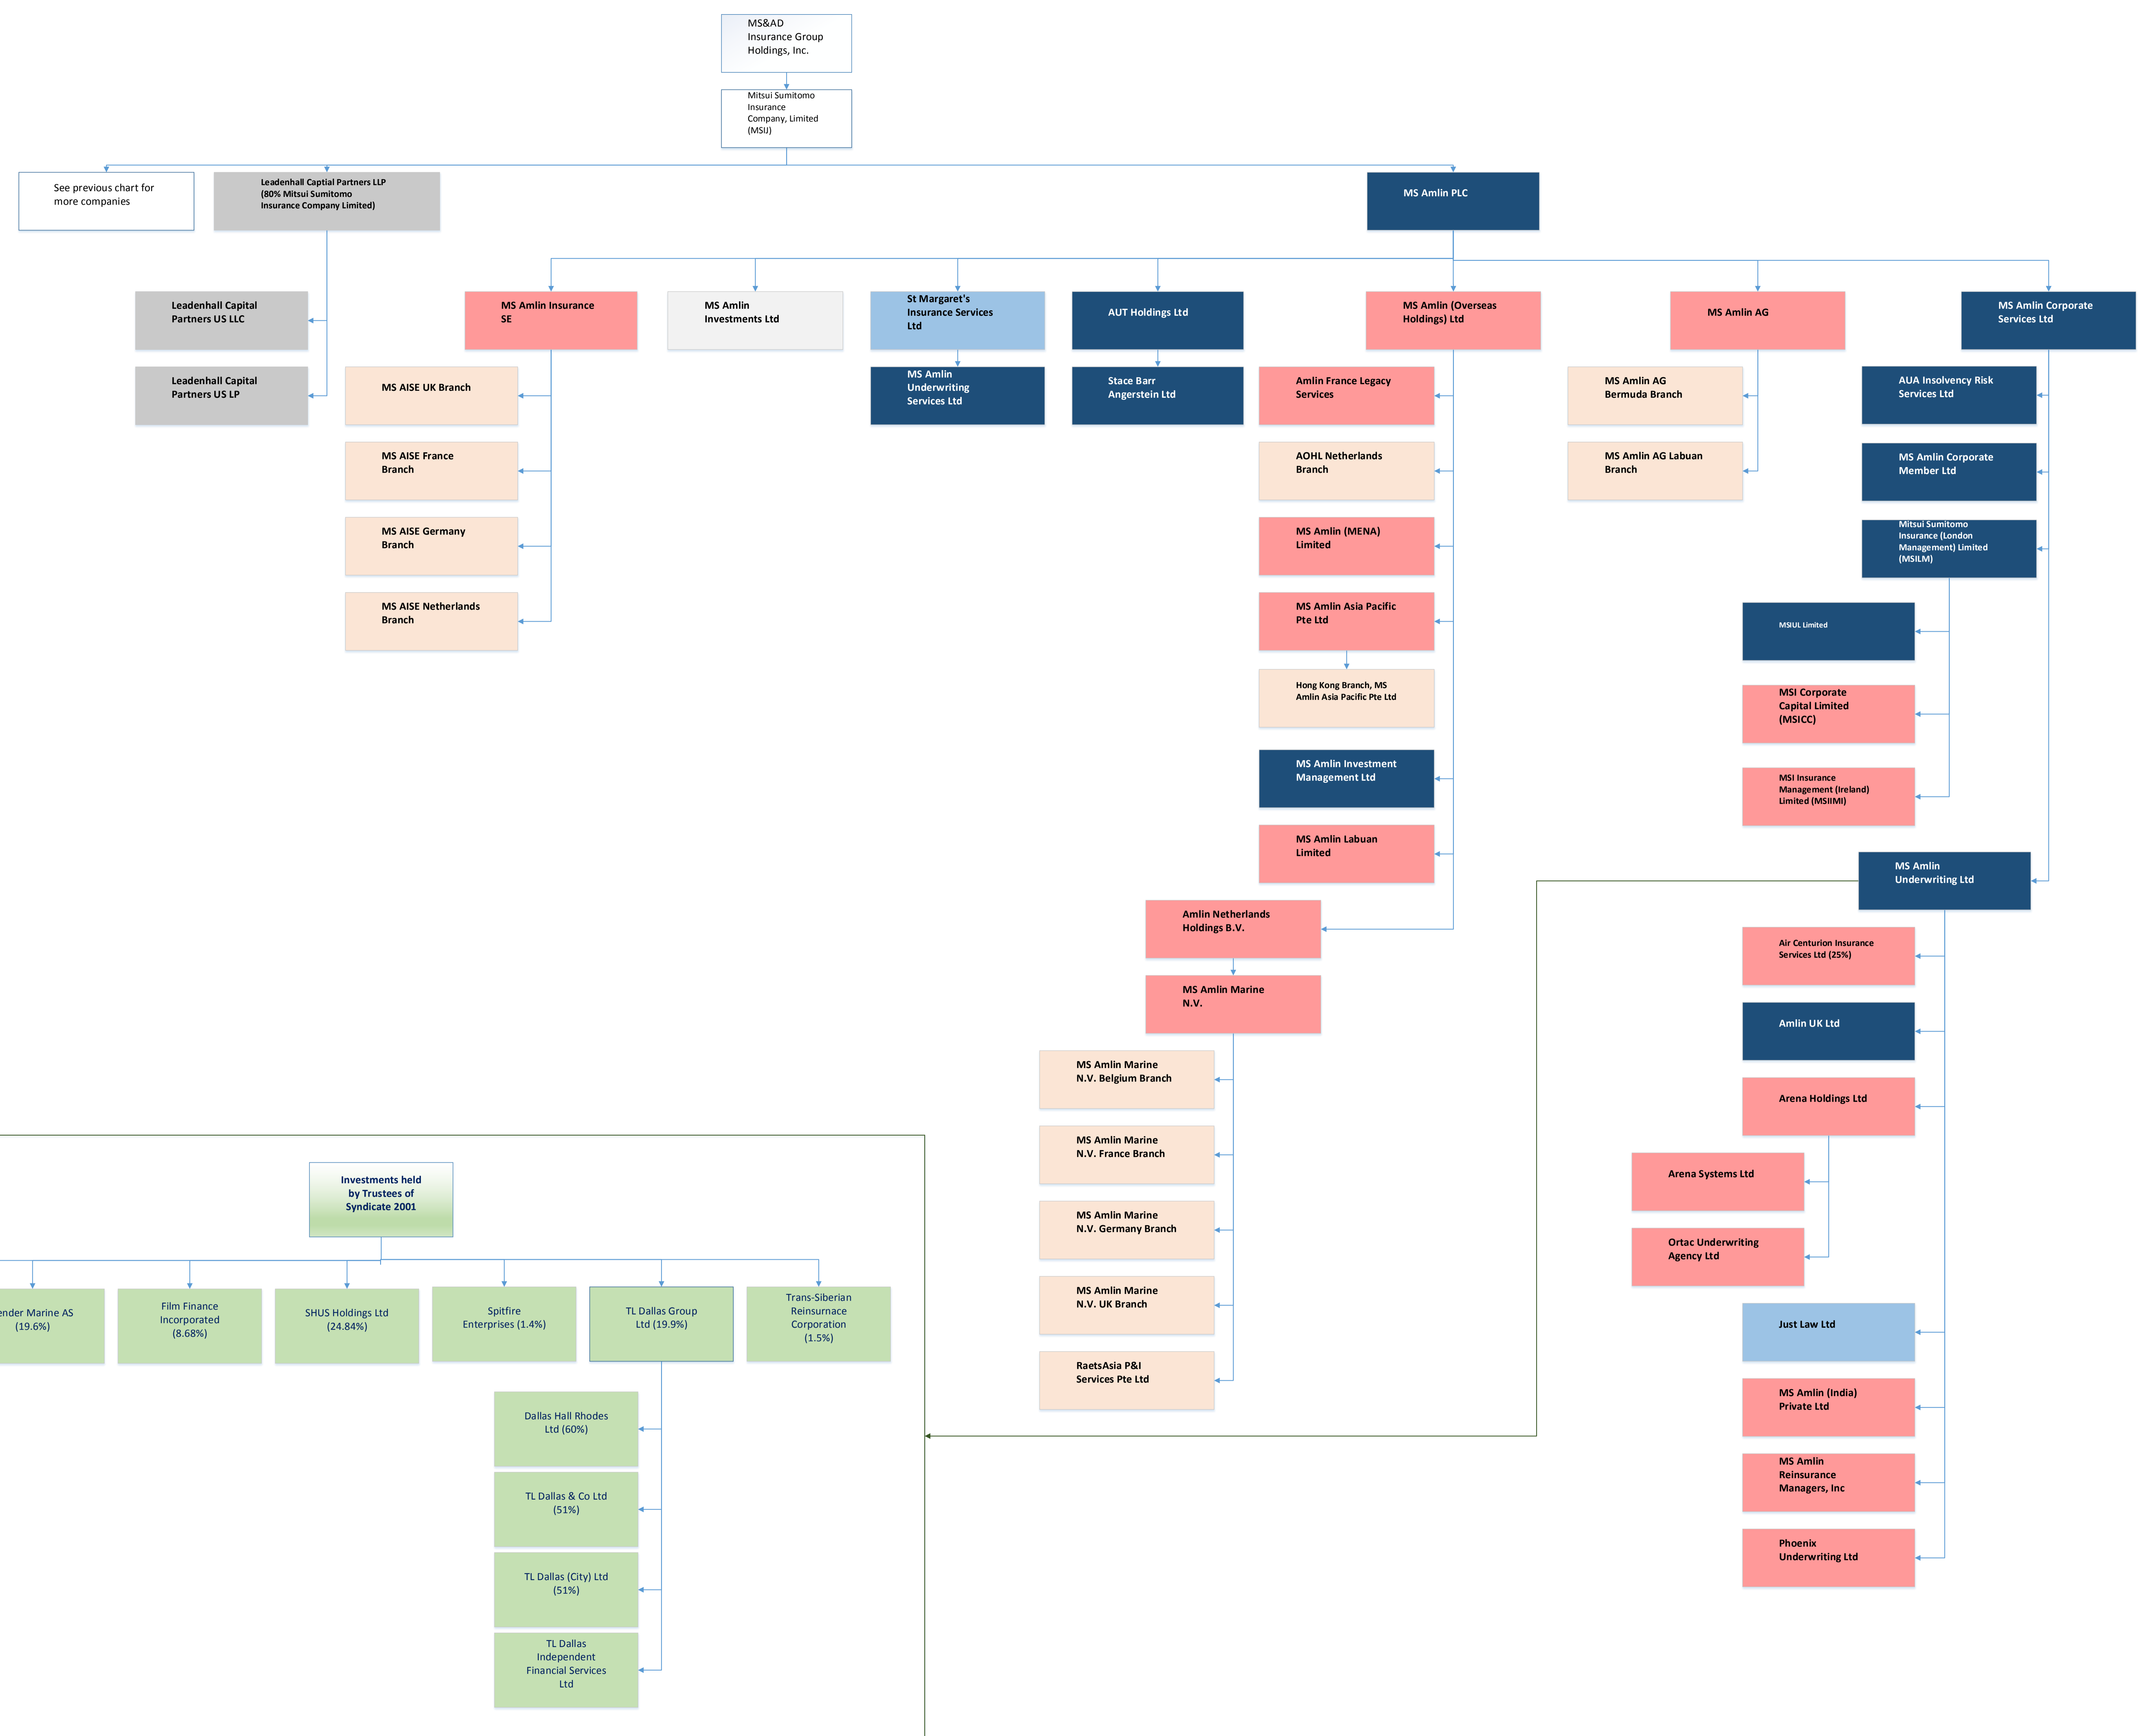 MS&AD
Insurance Group
Holdings, Inc.
Mitsui Sumitomo
Insurance
Company, Limited
(MSIJ)
See previous chart for
more companies
Leadenhall Captial Partners LLP
(80% Mitsui Sumitomo
Insurance Company Limited)
MS Amlin PLC
Leadenhall Capital
Partners US LLC
Leadenhall Capital
Partners US LP
MS Amlin Insurance
SE
MS AISE UK Branch
MS AISE France
Branch
MS AISE Germany
Branch
MS AISE Netherlands
Branch
MS Amlin
Investments Ltd
St Margaret's
Insurance Services
Ltd
MS Amlin
Underwriting
Services Ltd
AUT Holdings Ltd
Stace Barr
Angerstein Ltd
MS Amlin (Overseas
Holdings) Ltd
Amlin France Legacy
Services
AOHL Netherlands
Branch
MS Amlin (MENA)
Limited
MS Amlin Asia Pacific
Pte Ltd
Hong Kong Branch, MS
Amlin Asia Pacific Pte Ltd
MS Amlin Investment
Management Ltd
MS Amlin Labuan
Limited
Amlin Netherlands
Holdings B.V.
MS Amlin Marine
N.V.
MS Amlin Marine
N.V. Belgium Branch
MS Amlin Marine
N.V. France Branch
MS Amlin Marine
N.V. Germany Branch
MS Amlin Marine
N.V. UK Branch
RaetsAsia P&I
Services Pte Ltd
MS Amlin AG
MS Amlin AG
Bermuda Branch
MS Amlin AG Labuan
Branch
MS Amlin Corporate
Services Ltd
AUA Insolvency Risk
Services Ltd
MS Amlin Corporate
Member Ltd
Mitsui Sumitomo
Insurance (London
Management) Limited
(MSILM)
MSIUL Limited
MSI Corporate
Capital Limited
(MSICC)
MSI Insurance
Management (Ireland)
Limited (MSIIMI)
MS Amlin
Underwriting Ltd
Air Centurion Insurance
Services Ltd (25%)
Amlin UK Ltd
Arena Holdings Ltd
Arena Systems Ltd
Ortac Underwriting
Agency Ltd
Just Law Ltd
MS Amlin (India)
Private Ltd
MS Amlin
Reinsurance
Managers, Inc
Phoenix
Underwriting Ltd
Investments held
by Trustees of
Syndicate 2001
Marine AS
(19.6%)
Film Finance
Incorporated
(8.68%)
SHUS Holdings Ltd
(24.84%)
Spitfire
Enterprises (1.4%)
TL Dallas Group
Ltd (19.9%)
Trans-Siberian
Reinsurnace
Corporation
(1.5%)
Dallas Hall Rhodes
Ltd (60%)
TL Dallas & Co Ltd
(51%)
TL Dallas (City) Ltd
(51%)
TL Dallas
Independent
Financial Services
Ltd